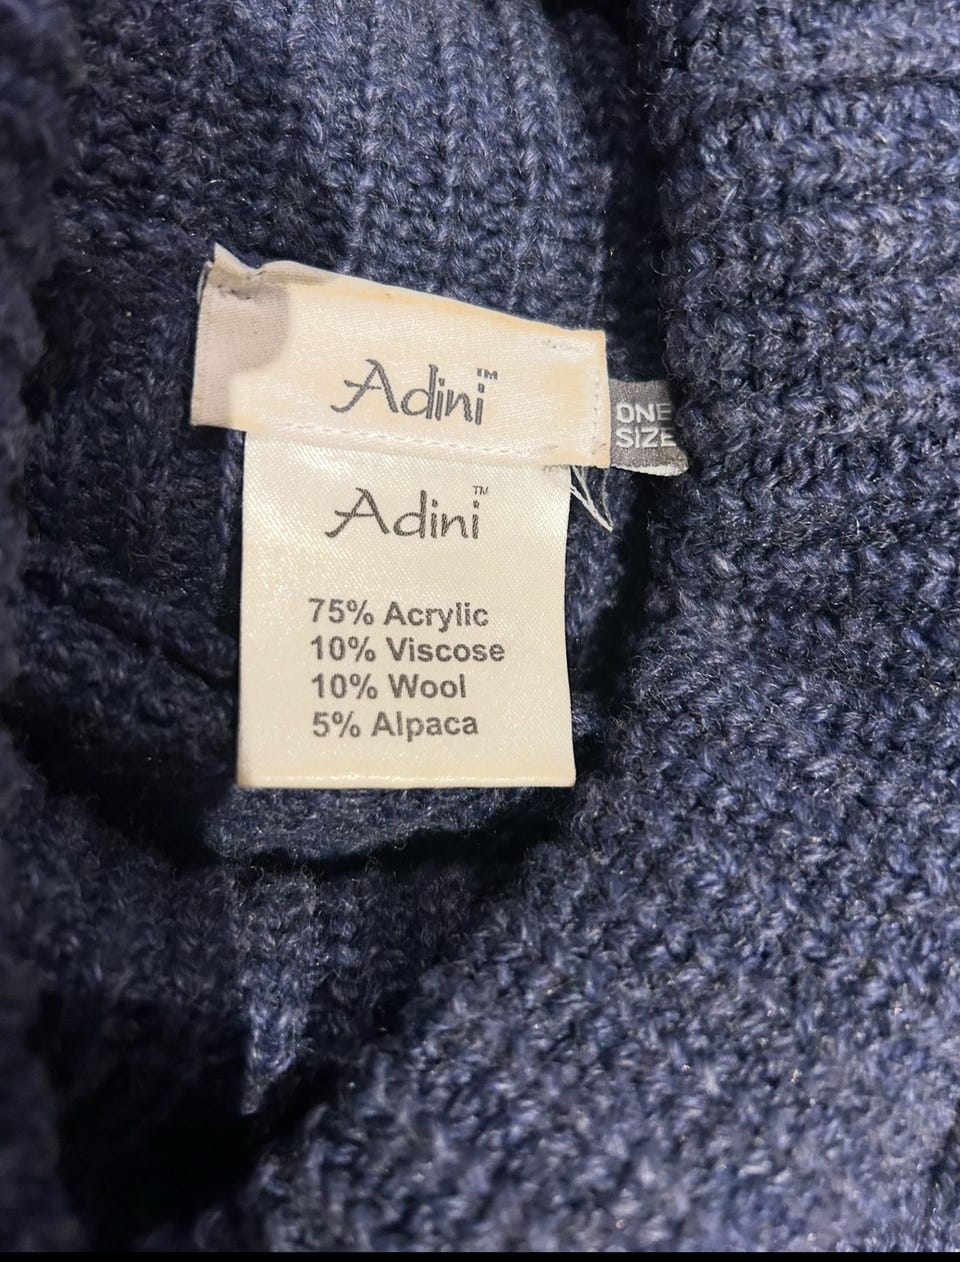 Adini™
ONE
SIZE
Adini™
75% Acrylic
10% Viscose
10% Wool
5% Alpaca